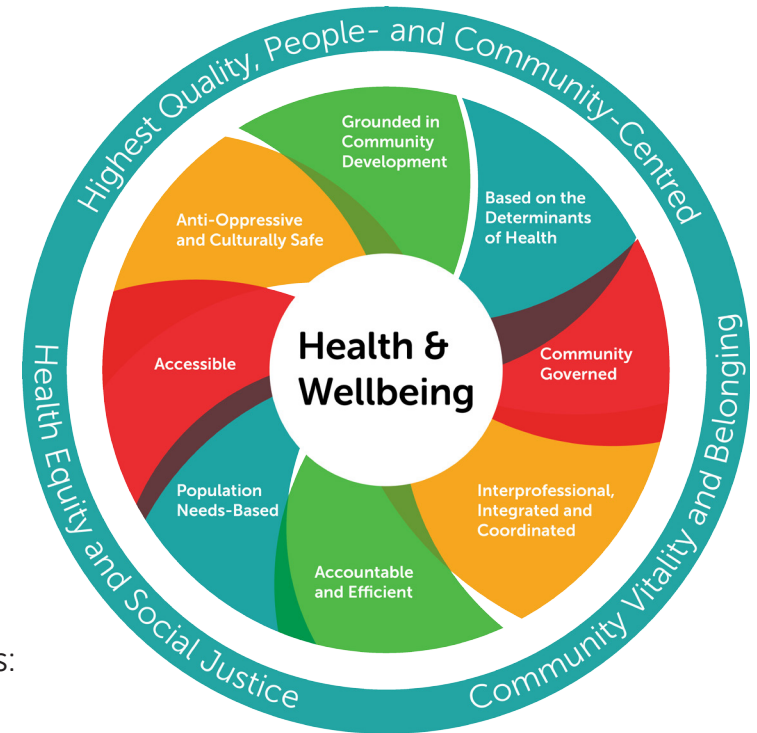 Highest Quality, People- and Community-Centred
Grounded in
Community
Development
Based on the
Determinants
of Health
Anti-Oppressive
and Culturally Safe
Health &
Wellbeing
Community
Governed
Accessible
Interprofessional,
Integrated and
Coordinated
Population
Needs-Based
Accountable
and Efficient
Community Vitality and Belonging
Health Equity and Social Justice
s: